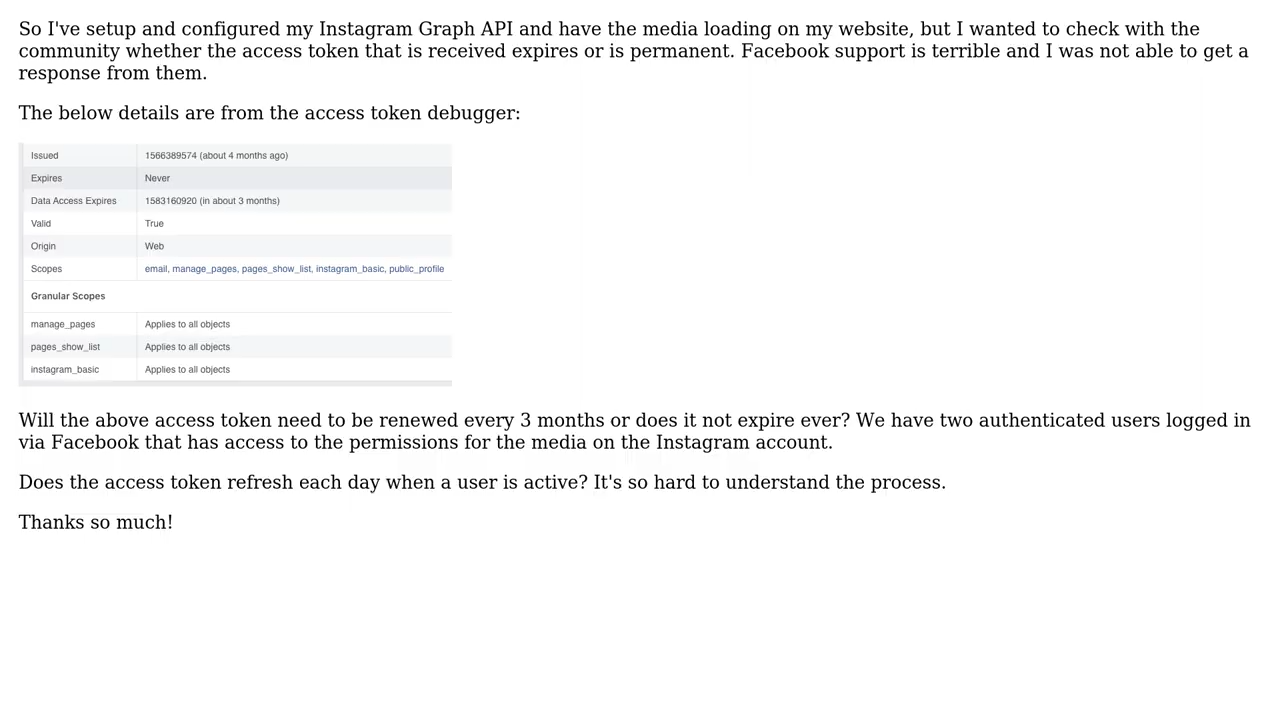 So I've setup and configured my Instagram Graph API and have the media loading on my website, but I wanted to check with the
community whether the access token that is received expires or is permanent. Facebook support is terrible and I was not able to get a
response from them.
The below details are from the access token debugger:
Issued 1566389574 (about 4 months ago)
Expires Never
Data Access Expires 1583160920 (in about 3 months)
Valid True
Origin Web
Scopes email, manage_pages, pages_show_list, instagram_basic, public_profile
Granular Scopes
manage_pages Applies to all objects
pages_show_list Applies to all objects
instagram_basic Applies to all objects
Will the above access token need to be renewed every 3 months or does it not expire ever? We have two authenticated users logged in
via Facebook that has access to the permissions for the media on the Instagram account.
Does the access token refresh each day when a user is active? It's so hard to understand the process.
Thanks so much!